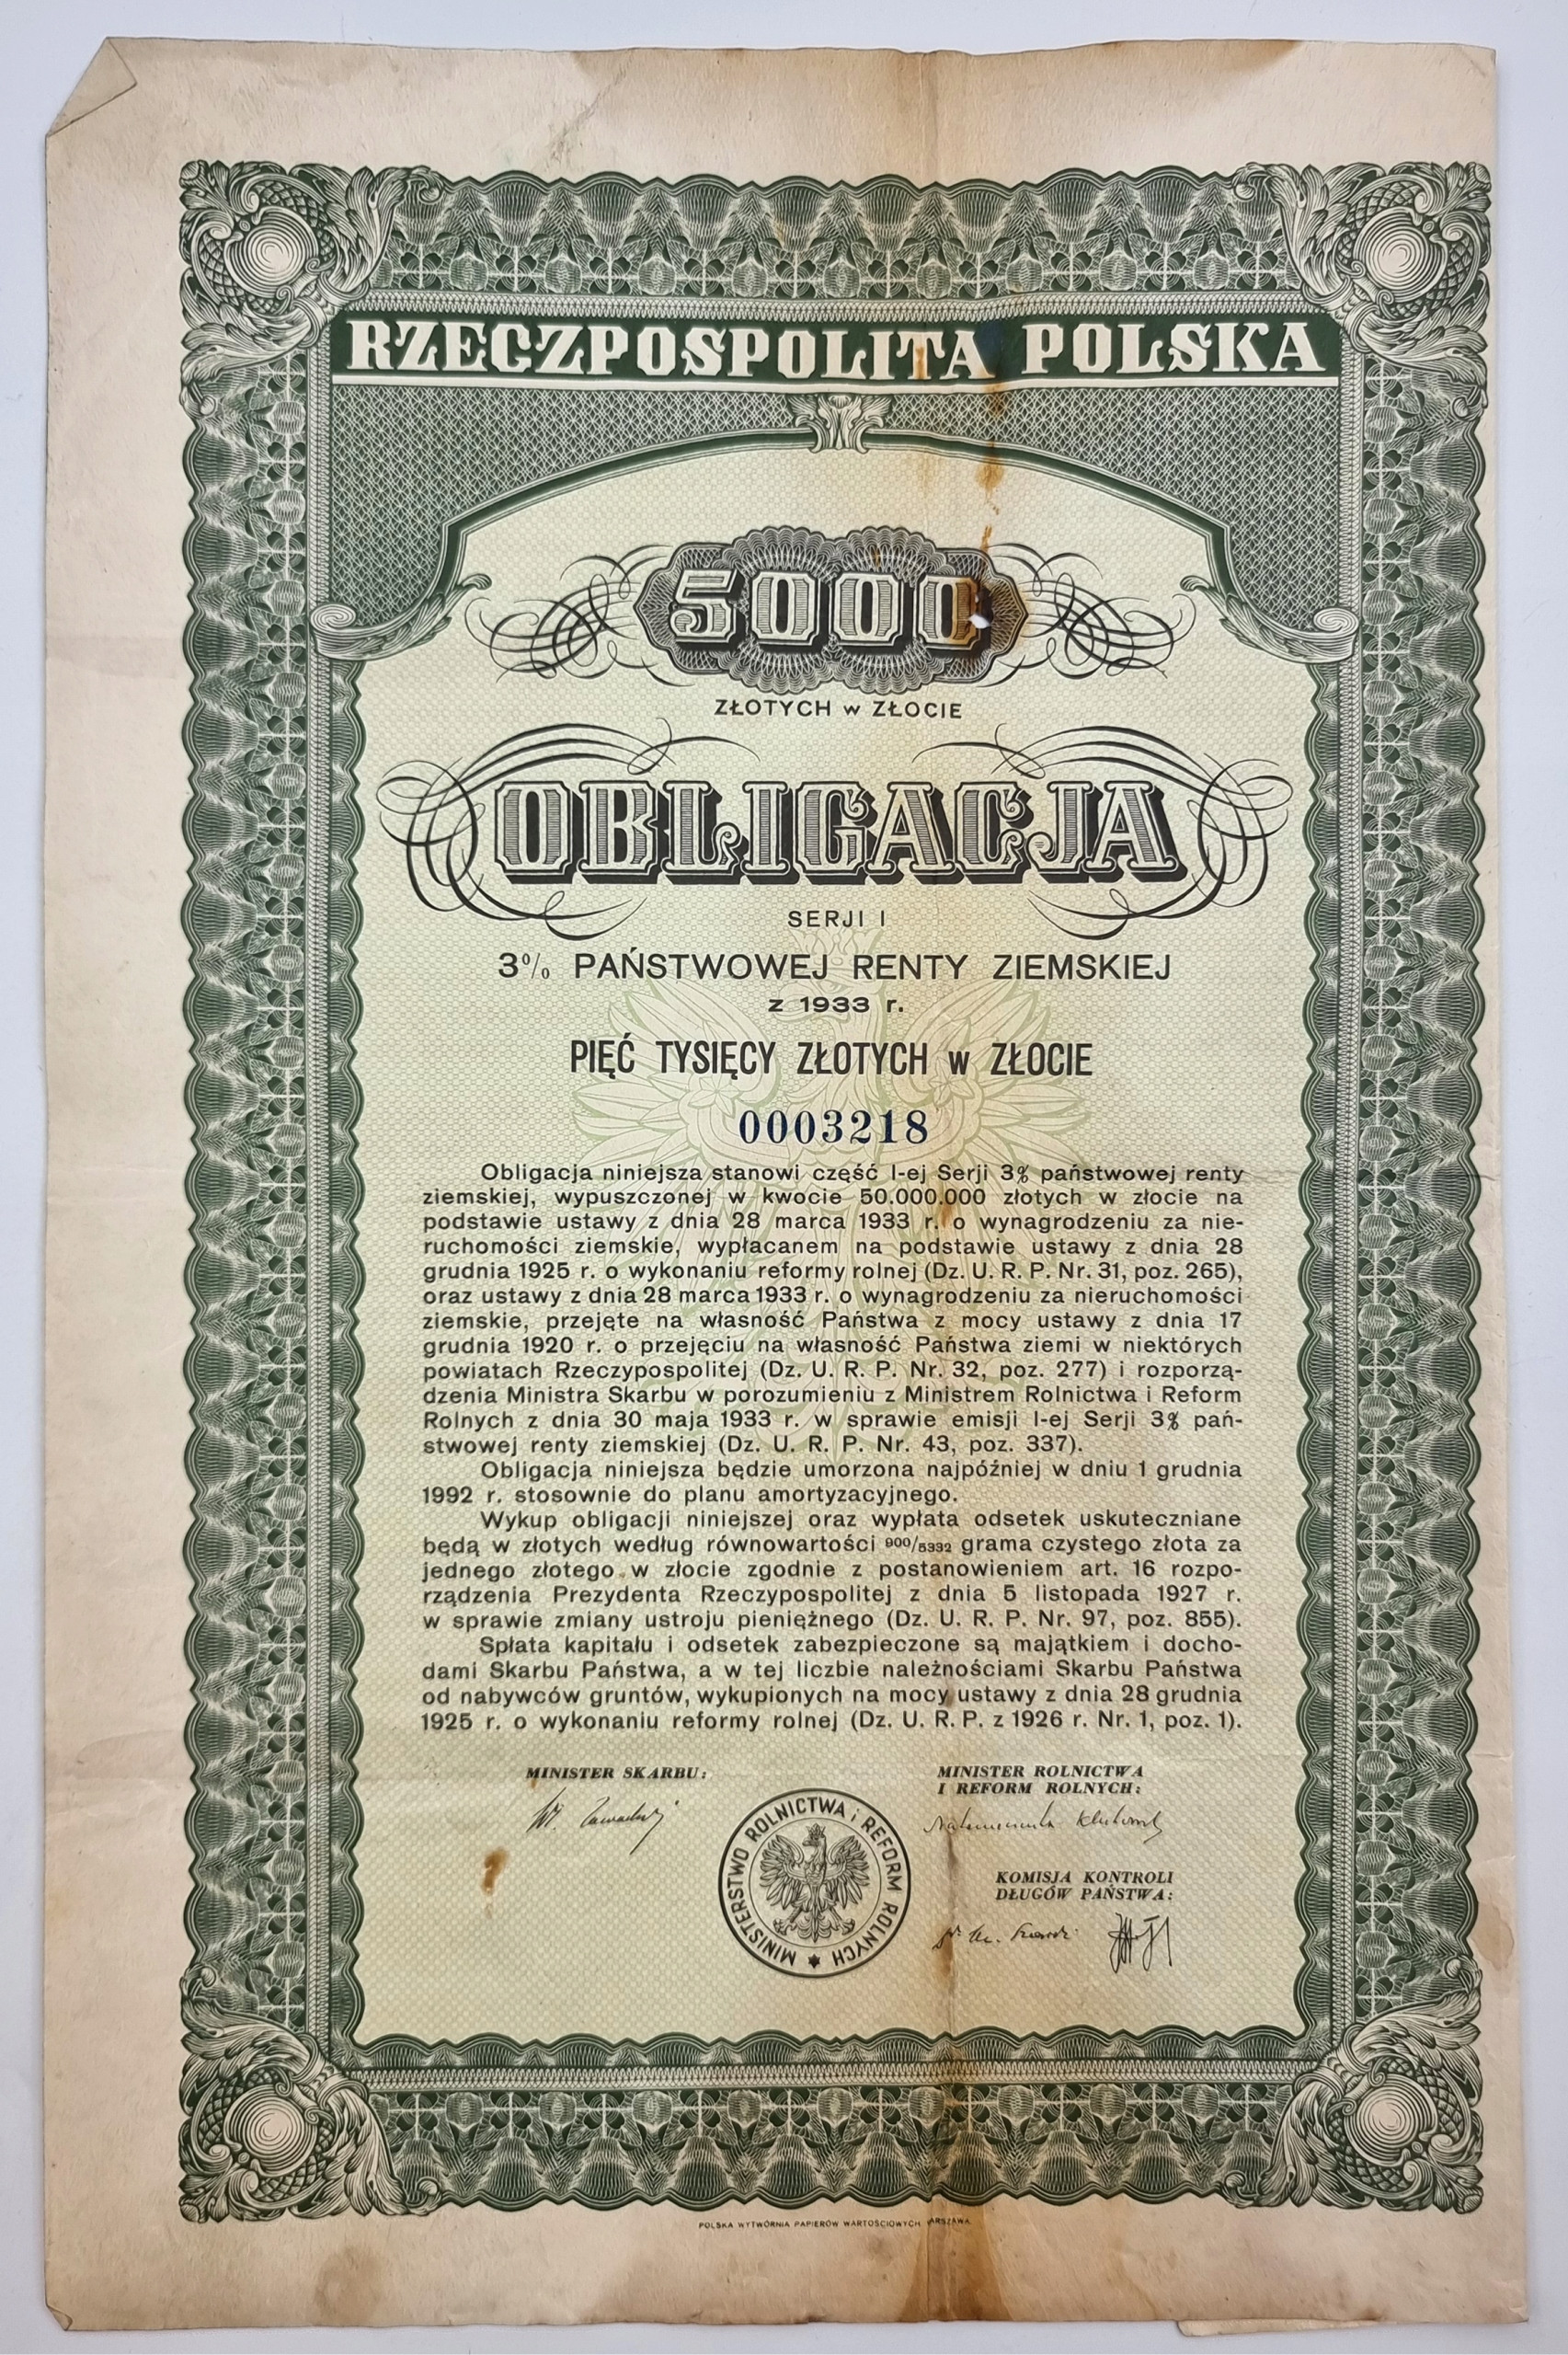 RZECZPOSPOLITA POLSKA
5000
ZŁOTYCH w ZŁOCIE
OBLIGACJA
SERJI I
3% PAŃSTWOWEJ RENTY ZIEMSKIEJ
z 1933 r.
PIĘĆ TYSIĘCY ZŁOTYCH w ZŁOCIE
0003218
Obligacja niniejsza stanowi część I-ej Serji 3% państwowej renty
ziemskiej, wypuszczonej w kwocie 50.000.000 złotych w złocie na
podstawie ustawy z dnia 28 marca 1933 r. o wynagrodzeniu za nie-
ruchomości ziemskie, wypłacanem na podstawie ustawy z dnia 28
grudnia 1925 r. o wykonaniu reformy rolnej (Dz. U. R. P. Nr. 31, poz. 265),
oraz ustawy z dnia 28 marca 1933 r. o wynagrodzeniu za nieruchomości
ziemskie, przejęte na własność Państwa z mocy ustawy z dnia 17
grudnia 1920 r. o przejęciu na własność Państwa ziemi w niektórych
powiatach Rzeczypospolitej (Dz. U. R. P. Nr. 32, poz. 277) i rozporzą-
dzenia Ministra Skarbu w porozumieniu z Ministrem Rolnictwa i Reform
Rolnych z dnia 30 maja 1933 r. w sprawie emisji I-ej Serji 3% pań-
stwowej renty ziemskiej (Dz. U. R. P. Nr. 43, poz. 337).
Obligacja niniejsza będzie umorzona najpóźniej w dniu 1 grudnia
1992 r. stosownie do planu amortyzacyjnego.
Wykup obligacji niniejszej oraz wypłata odsetek uskuteczniane
będą w złotych według równowartości 900/5332 grama czystego złota za
jednego złotego w złocie zgodnie z postanowieniem art. 16 rozpo-
rządzenia Prezydenta Rzeczypospolitej z dnia 5 listopada 1927 r.
w sprawie zmiany ustroju pieniężnego (Dz. U. R. P. Nr. 97, poz. 855).
Spłata kapitału i odsetek zabezpieczone są majątkiem i docho-
dami Skarbu Państwa, a w tej liczbie należnościami Skarbu Państwa
od nabywców gruntów, wykupionych na mocy ustawy z dnia 28 grudnia
1925 r. o wykonaniu reformy rolnej (Dz. U. R. P. z 1926 r. Nr. 1, poz. 1).
MINISTER SKARBU:
MINISTER ROLNICTWA
I REFORM ROLNYCH:
MINISTERSTWO ROLNICTWA i REFORM ROLNYCH
KOMISJA KONTROLI
DŁUGÓW PAŃSTWA:
POLSKA WYTWÓRNIA PAPIERÓW WARTOŚCIOWYCH WARSZAWA